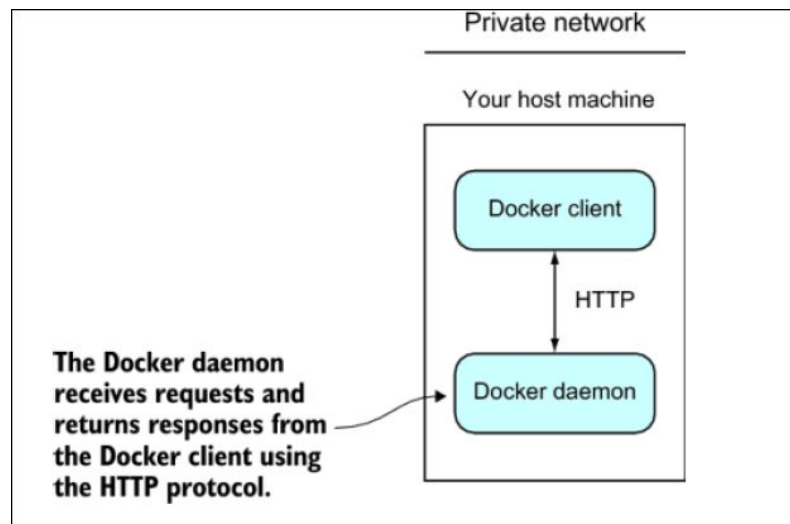 Private network
Your host machine
Docker client
HTTP
Docker daemon
The Docker daemon
receives requests and
returns responses from
the Docker client using
the HTTP protocol.